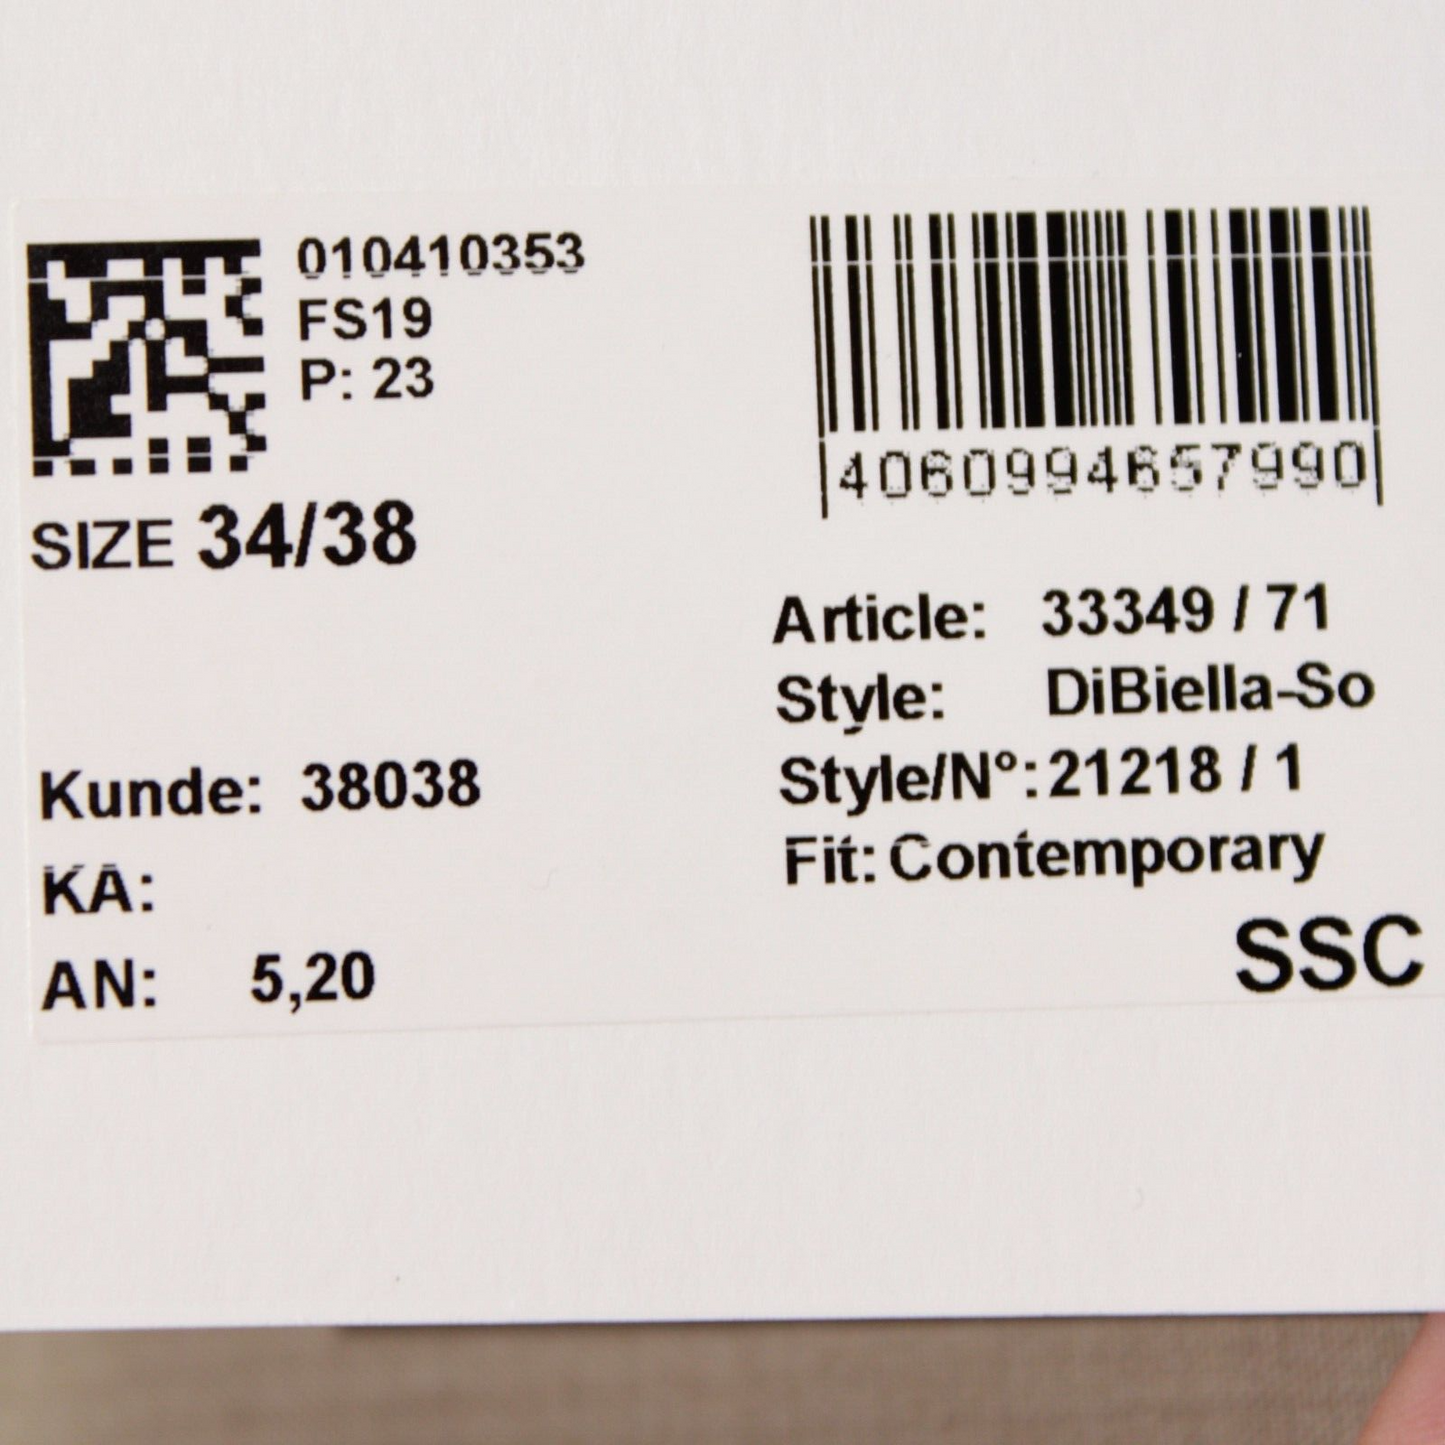 010410353
FS19
P: 23
SIZE 34/38
Kunde: 38038
KA:
AN: 5,20
4060994657990
Article: 33349 / 71
Style: DiBiella-So
Style/N°: 21218 / 1
Fit: Contemporary
SSC